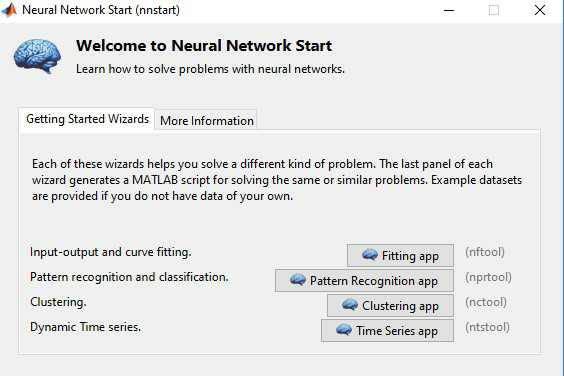 Neural Network Start (nnstart)
Welcome to Neural Network Start
Learn how to solve problems with neural networks.
Getting Started Wizards More Information
Each of these wizards helps you solve a different kind of problem. The last panel of each
wizard generates a MATLAB script for solving the same or similar problems. Example datasets
are provided if you do not have data of your own.
Input-output and curve fitting. Fitting app (nftool)
Pattern recognition and classification. Pattern Recognition app (nprtool)
Clustering. Clustering app (nctool)
Dynamic Time series. Time Series app (ntstool)